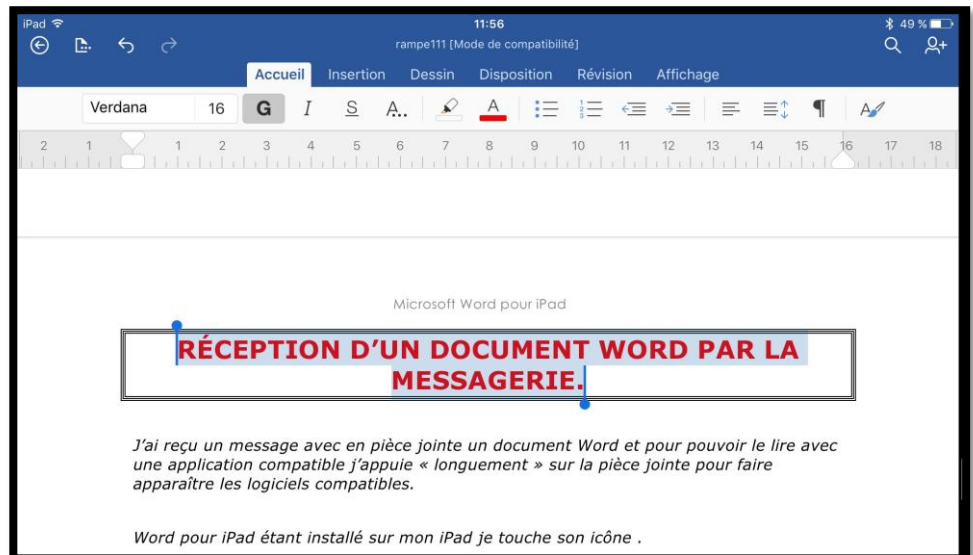 iPad 11:56 49 %
rampe111 [Mode de compatibilité]
Accueil Insertion Dessin Disposition Révision Affichage
Verdana 16 G I S A.. A
2 1 1 2 3 4 5 6 7 8 9 10 11 12 13 14 15 16 17 18
Microsoft Word pour iPad
RÉCEPTION D’UN DOCUMENT WORD PAR LA
MESSAGERIE.
J’ai reçu un message avec en pièce jointe un document Word et pour pouvoir le lire avec
une application compatible j’appuie « longuement » sur la pièce jointe pour faire
apparaître les logiciels compatibles.
Word pour iPad étant installé sur mon iPad je touche son icône .